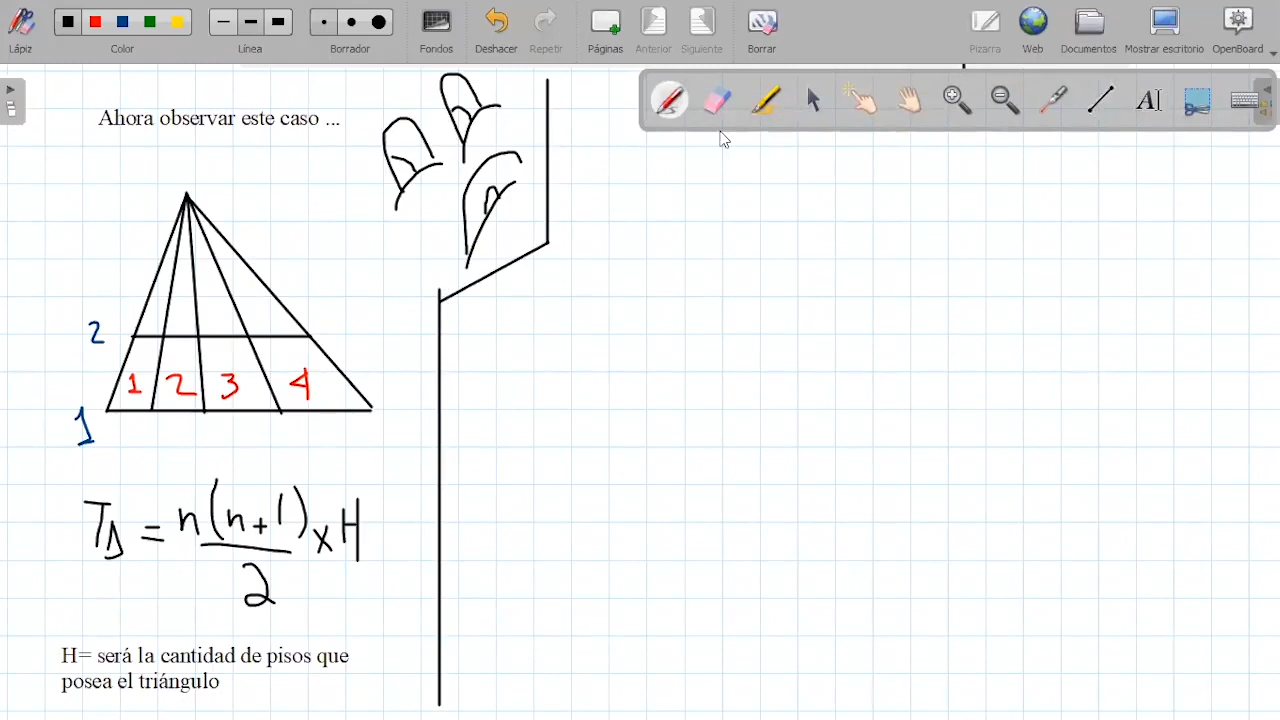 Lápiz
Color
Línea
Borrador
Fondos
Deshacer
Repetir
Páginas
Anterior
Siguiente
Borrar
Pizarra
Web
Documentos
Mostrar escritorio
OpenBoard
A
Ahora observar este caso ...
2
1 2 3 4
1
TΔ = n(n+1)/2 x H
H= será la cantidad de pisos que
posea el triángulo